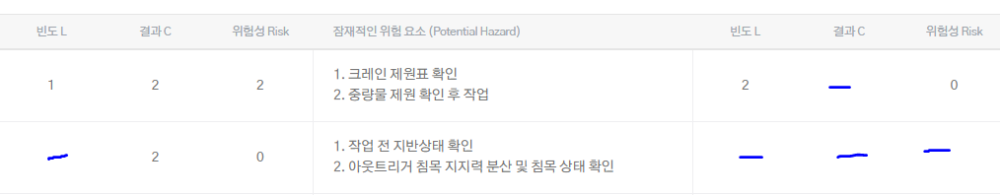 빈도 L 결과 C 위험성 Risk 잠재적인 위험 요소 (Potential Hazard) 빈도 L 결과 C 위험성 Risk
1 2 2 1. 크레인 제원표 확인 2 0
2. 중량물 제원 확인 후 작업
2 0 1. 작업 전 지반상태 확인
2. 아웃트리거 침목 지지력 분산 및 침목 상태 확인